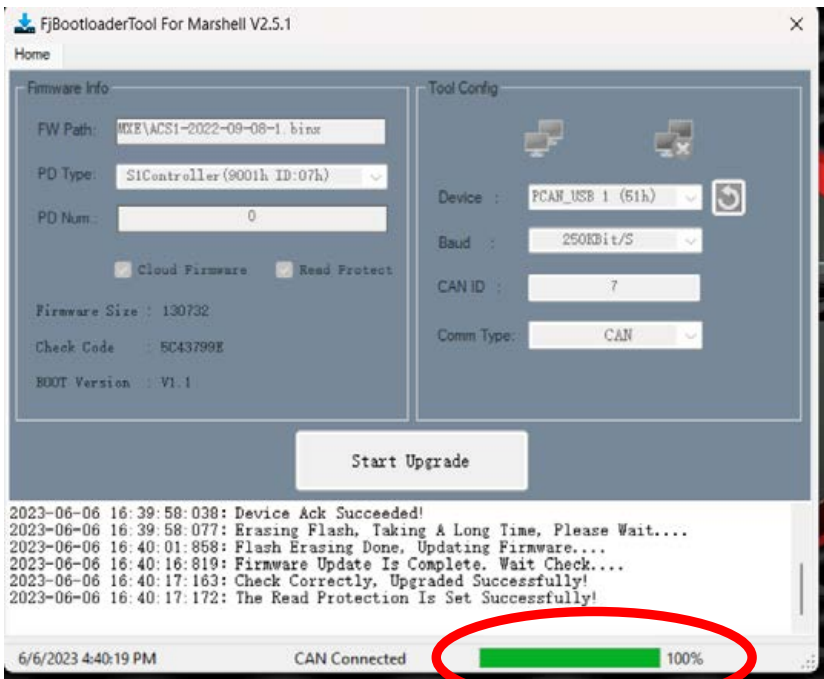 FjBootloaderTool For Marshell V2.5.1
Home
Firmware Info
FW Path: MXE\ACS1-2022-09-08-1.binx
PD Type: S1Controller(9001h ID:07h)
PD Num.: 0
Cloud Firmware Read Protect
Firmware Size : 130732
Check Code : 5C43799E
BOOT Version : V1.1
Tool Config
Device : PCAN_USB 1 (51h)
Baud : 250KBit/S
CAN ID : 7
Comm Type: CAN
Start Upgrade
2023-06-06 16:39:58:038: Device Ack Succeeded!
2023-06-06 16:39:58:077: Erasing Flash, Taking A Long Time, Please Wait....
2023-06-06 16:40:01:858: Flash Erasing Done, Updating Firmware....
2023-06-06 16:40:16:819: Firmware Update Is Complete. Wait Check....
2023-06-06 16:40:17:163: Check Correctly, Upgraded Successfully!
2023-06-06 16:40:17:172: The Read Protection Is Set Successfully!
6/6/2023 4:40:19 PM CAN Connected 100%